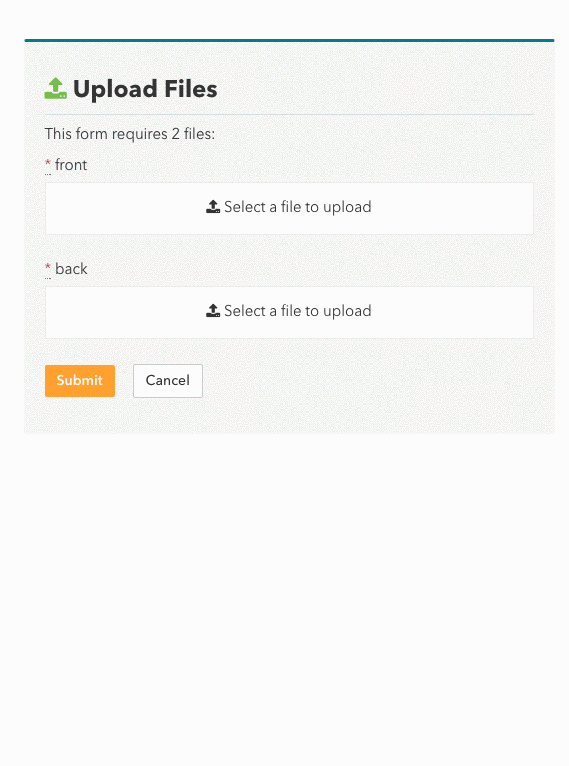 Upload Files
This form requires 2 files:
* front
Select a file to upload
* back
Select a file to upload
Submit Cancel